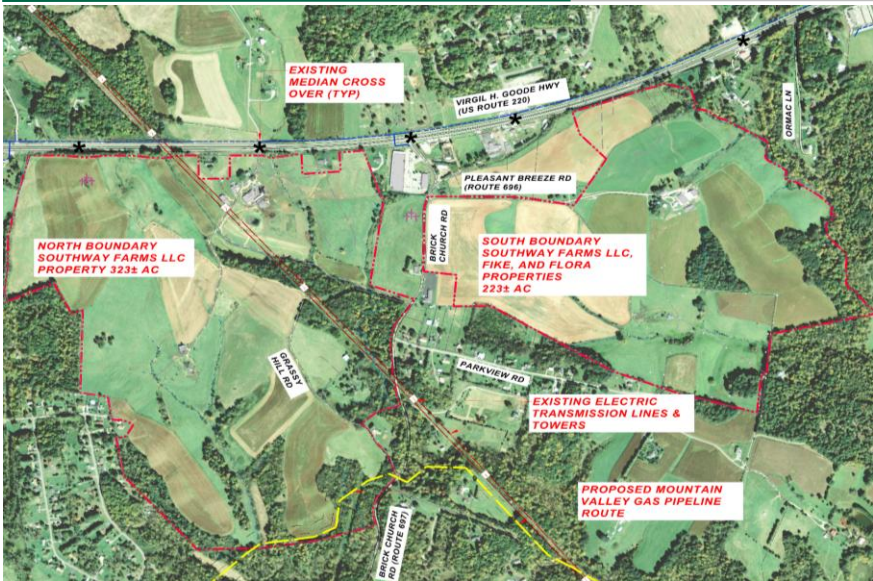 EXISTING
MEDIAN CROSS
OVER (TYP)
VIRGIL H. GOODE HWY
(US ROUTE 220)
ORMAC LN
PLEASANT BREEZE RD
(ROUTE 696)
NORTH BOUNDARY
SOUTHWAY FARMS LLC
PROPERTY 323± AC
BRICK
CHURCH RD
SOUTH BOUNDARY
SOUTHWAY FARMS LLC,
FIKE, AND FLORA
PROPERTIES
223± AC
GRASSY
HILL RD
PARKVIEW RD
EXISTING ELECTRIC
TRANSMISSION LINES &
TOWERS
PROPOSED MOUNTAIN
VALLEY GAS PIPELINE
ROUTE
BRICK CHURCH
RD (ROUTE 697)